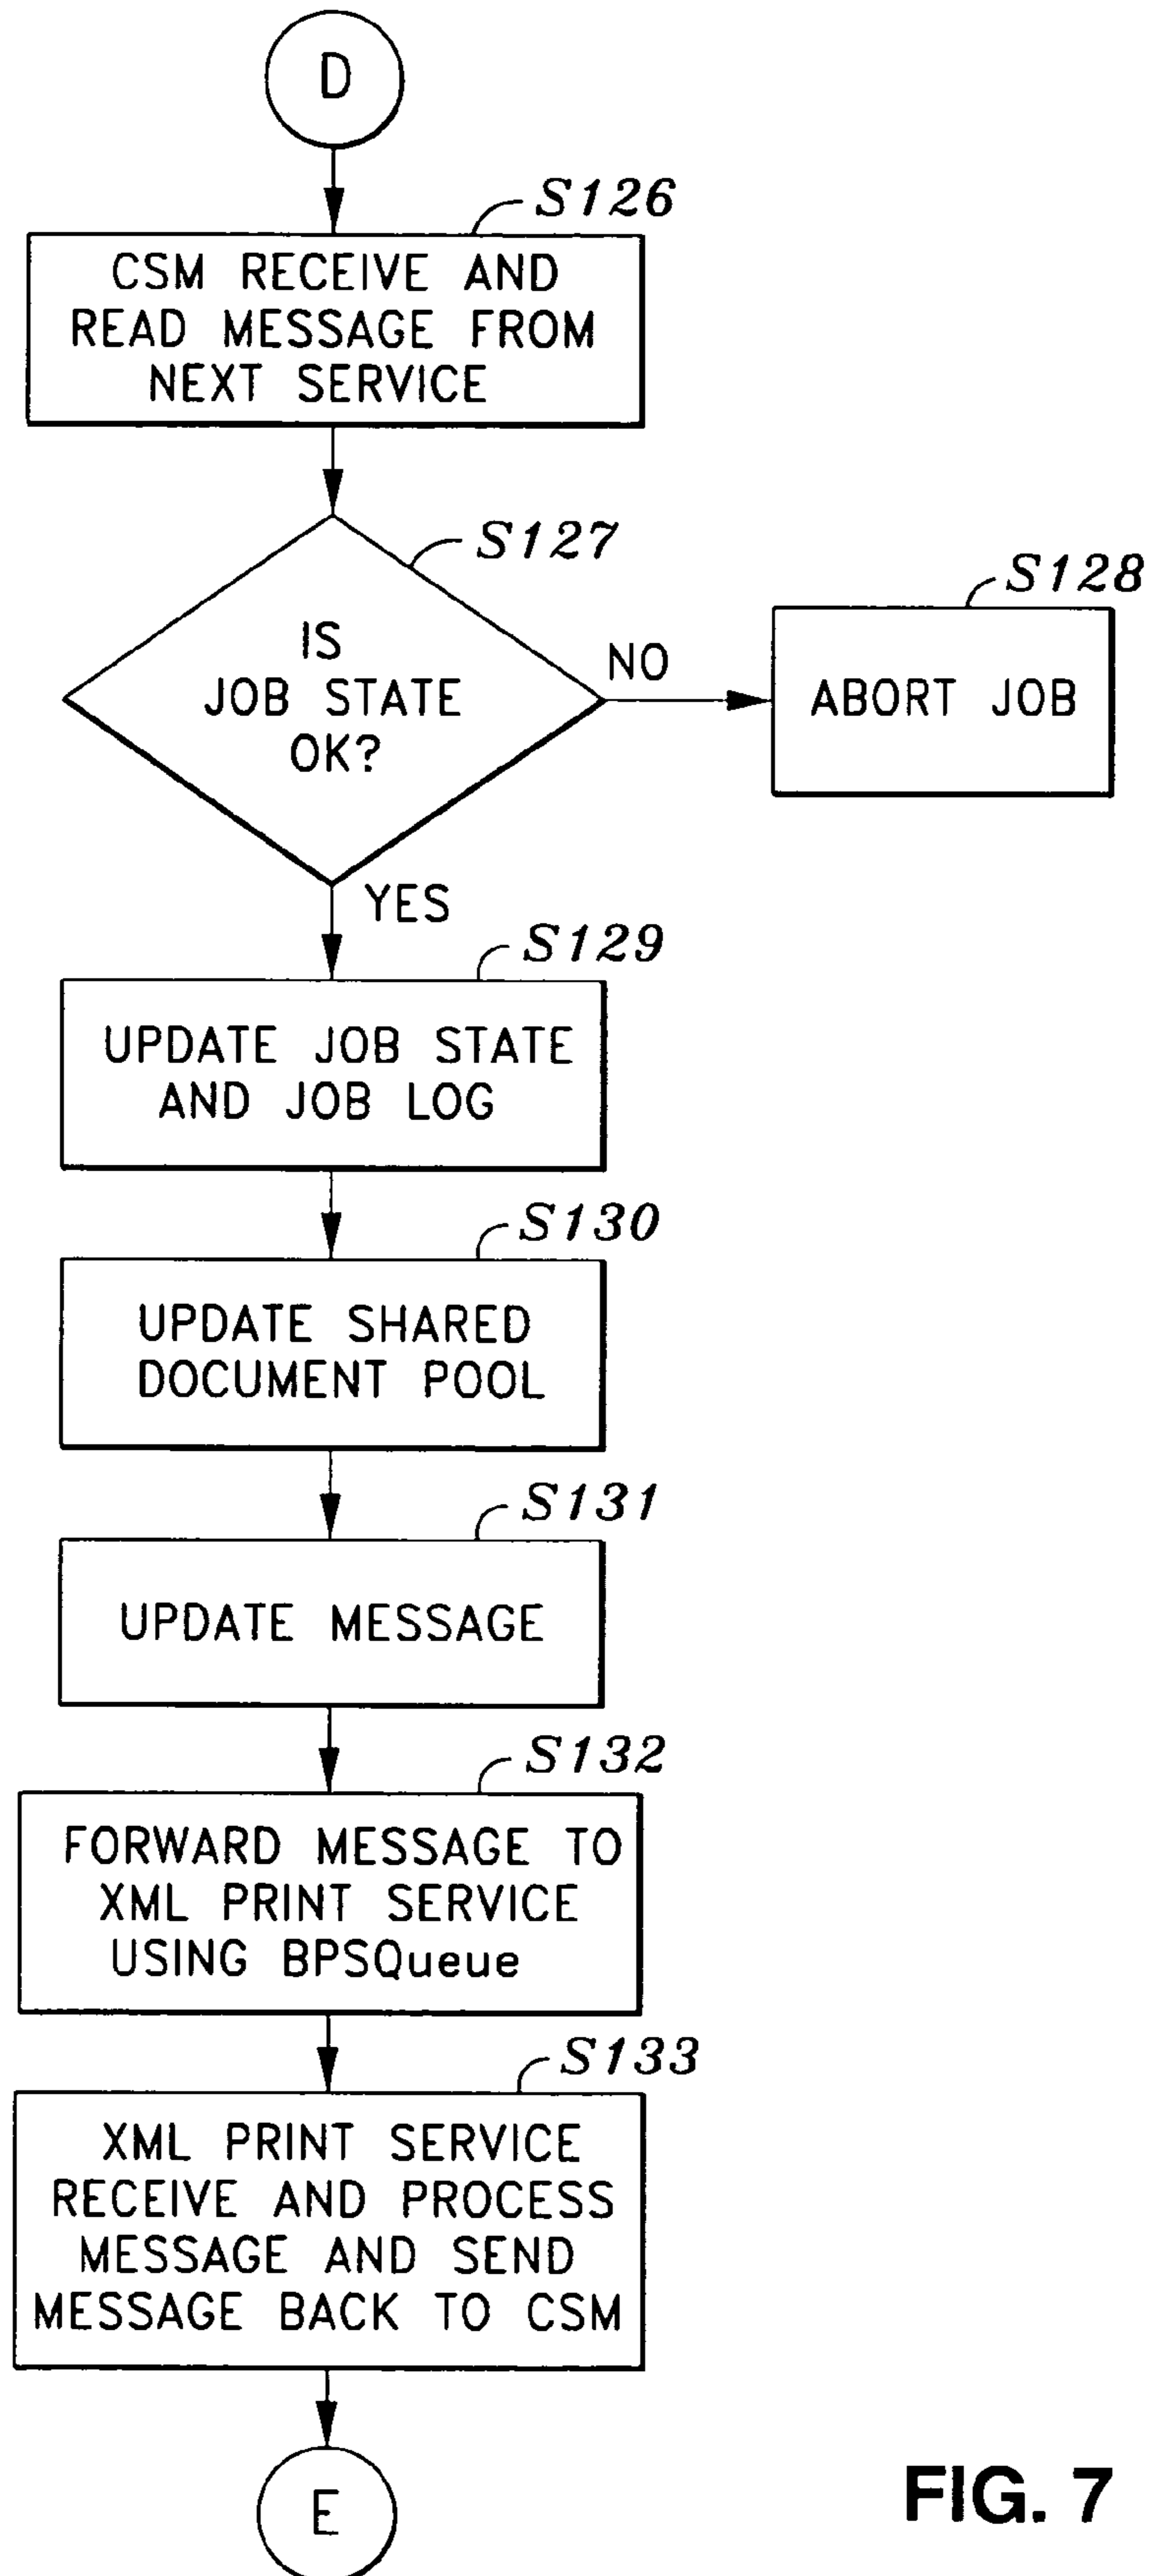 D
S126
CSM RECEIVE AND
READ MESSAGE FROM
NEXT SERVICE
S127
IS
JOB STATE
OK?
NO
S128
ABORT JOB
YES
S129
UPDATE JOB STATE
AND JOB LOG
S130
UPDATE SHARED
DOCUMENT POOL
S131
UPDATE MESSAGE
S132
FORWARD MESSAGE TO
XML PRINT SERVICE
USING BPSQueue
S133
XML PRINT SERVICE
RECEIVE AND PROCESS
MESSAGE AND SEND
MESSAGE BACK TO CSM
E
FIG. 7